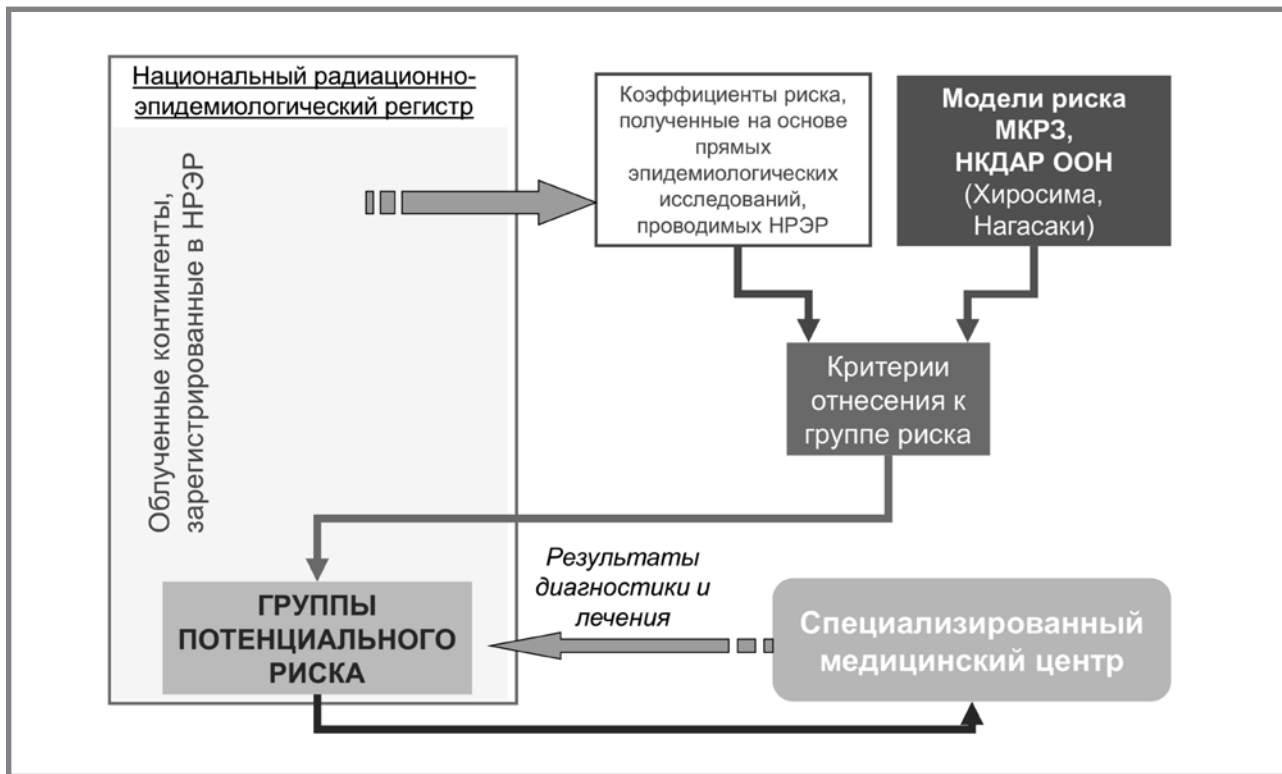 Национальный радиационно-
эпидемиологический регистр
Облученные контингенты,
зарегистрированные в НРЭР
Коэффициенты риска,
полученные на основе
прямых
эпидемиологических
исследований,
проводимых НРЭР
Модели риска
МКРЗ,
НКДАР ООН
(Хиросима,
Нагасаки)
Критерии
отнесения к
группе риска
Результаты
диагностики и
лечения
ГРУППЫ
ПОТЕНЦИАЛЬНОГО
РИСКА
Специализированный
медицинский центр